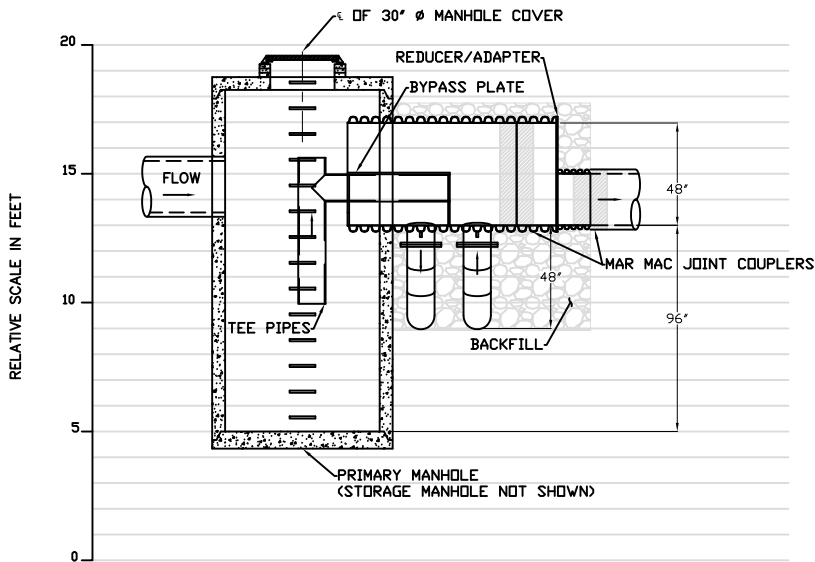 ℄ OF 30" Ø MANHOLE COVER
20
REDUCER/ADAPTER
BYPASS PLATE
15
FLOW
48"
RELATIVE SCALE IN FEET
MAR MAC JOINT COUPLERS
48"
10
96"
TEE PIPES
BACKFILL
5
PRIMARY MANHOLE
(STORAGE MANHOLE NOT SHOWN)
0